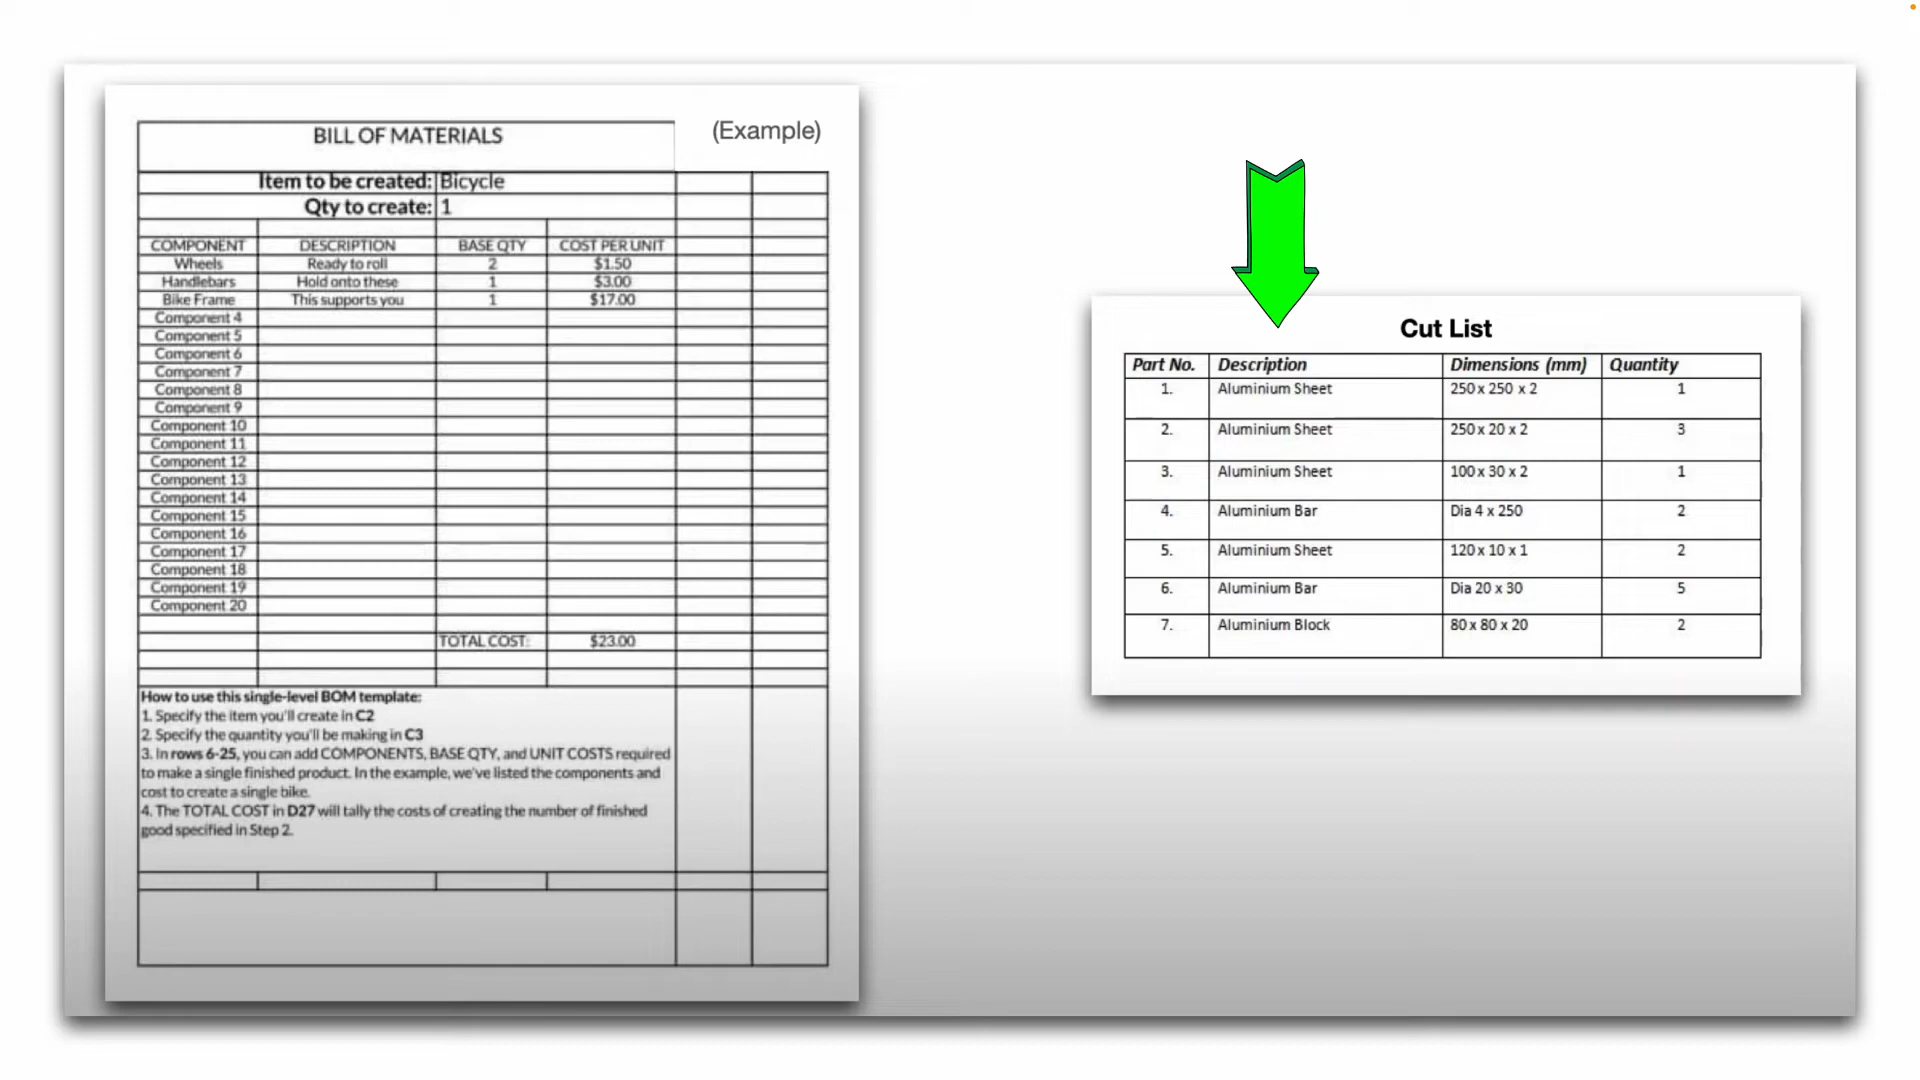 BILL OF MATERIALS
(Example)
Item to be created: Bicycle
Qty to create: 1
COMPONENT DESCRIPTION BASE QTY COST PER UNIT
Wheels Ready to roll 2 $1.50
Handlebars Hold onto these 1 $3.00
Bike Frame This supports you 1 $17.00
Component 4
Component 5
Component 6
Component 7
Component 8
Component 9
Component 10
Component 11
Component 12
Component 13
Component 14
Component 15
Component 16
Component 17
Component 18
Component 19
Component 20
TOTAL COST: $23.00
How to use this single-level BOM template:
1. Specify the item you'll create in C2
2. Specify the quantity you'll be making in C3
3. In rows 6-25, you can add COMPONENTS, BASE QTY, and UNIT COSTS required
to make a single finished product. In the example, we've listed the components and
cost to create a single bike.
4. The TOTAL COST in D27 will tally the costs of creating the number of finished
good specified in Step 2.
Cut List
Part No. Description Dimensions (mm) Quantity
1. Aluminium Sheet 250 x 250 x 2 1
2. Aluminium Sheet 250 x 20 x 2 3
3. Aluminium Sheet 100 x 30 x 2 1
4. Aluminium Bar Dia 4 x 250 2
5. Aluminium Sheet 120 x 10 x 1 2
6. Aluminium Bar Dia 20 x 30 5
7. Aluminium Block 80 x 80 x 20 2